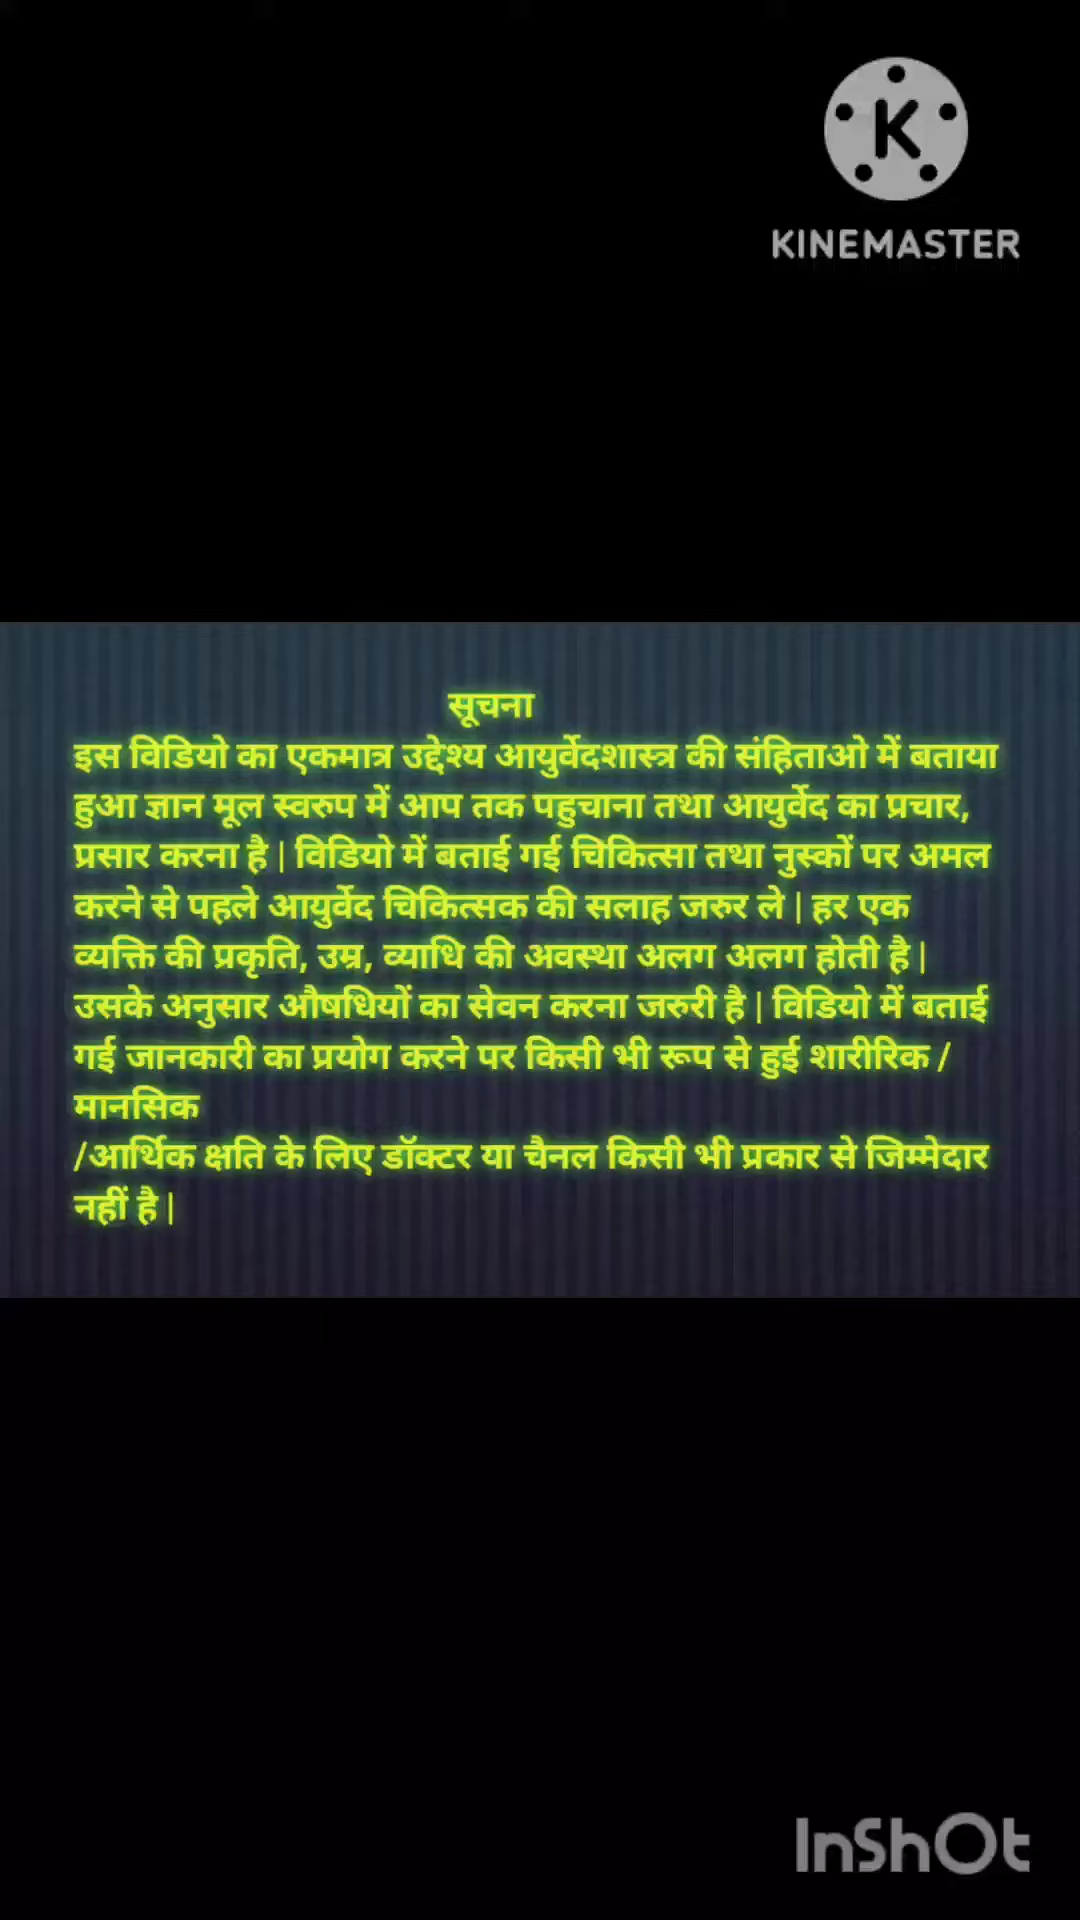 KINEMASTER
सूचना
इस विडियो का एकमात्र उद्देश्य आयुर्वेदशास्त्र की संहिताओ में बताया
हुआ ज्ञान मूल स्वरुप में आप तक पहुचाना तथा आयुर्वेद का प्रचार,
प्रसार करना है | विडियो में बताई गई चिकित्सा तथा नुस्कों पर अमल
करने से पहले आयुर्वेद चिकित्सक की सलाह जरुर ले | हर एक
व्यक्ति की प्रकृति, उम्र, व्याधि की अवस्था अलग अलग होती है |
उसके अनुसार औषधियों का सेवन करना जरुरी है | विडियो में बताई
गई जानकारी का प्रयोग करने पर किसी भी रूप से हुई शारीरिक /
मानसिक
/आर्थिक क्षति के लिए डॉक्टर या चैनल किसी भी प्रकार से जिम्मेदार
नहीं है |
InShOt